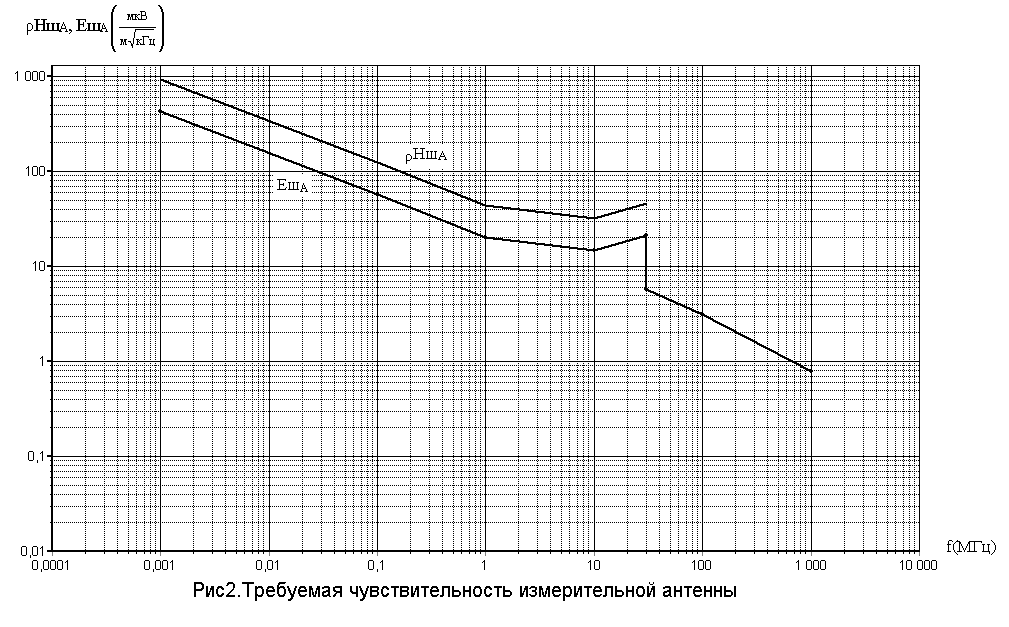 ρНшА, ЕшА (мкВ / м√кГц)
1 000
100
10
1
0,1
0,01
ρНшА
ЕшА
0,0001 0,001 0,01 0,1 1 10 100 1 000 10 000
f(МГц)
Рис2.Требуемая чувствительность измерительной антенны